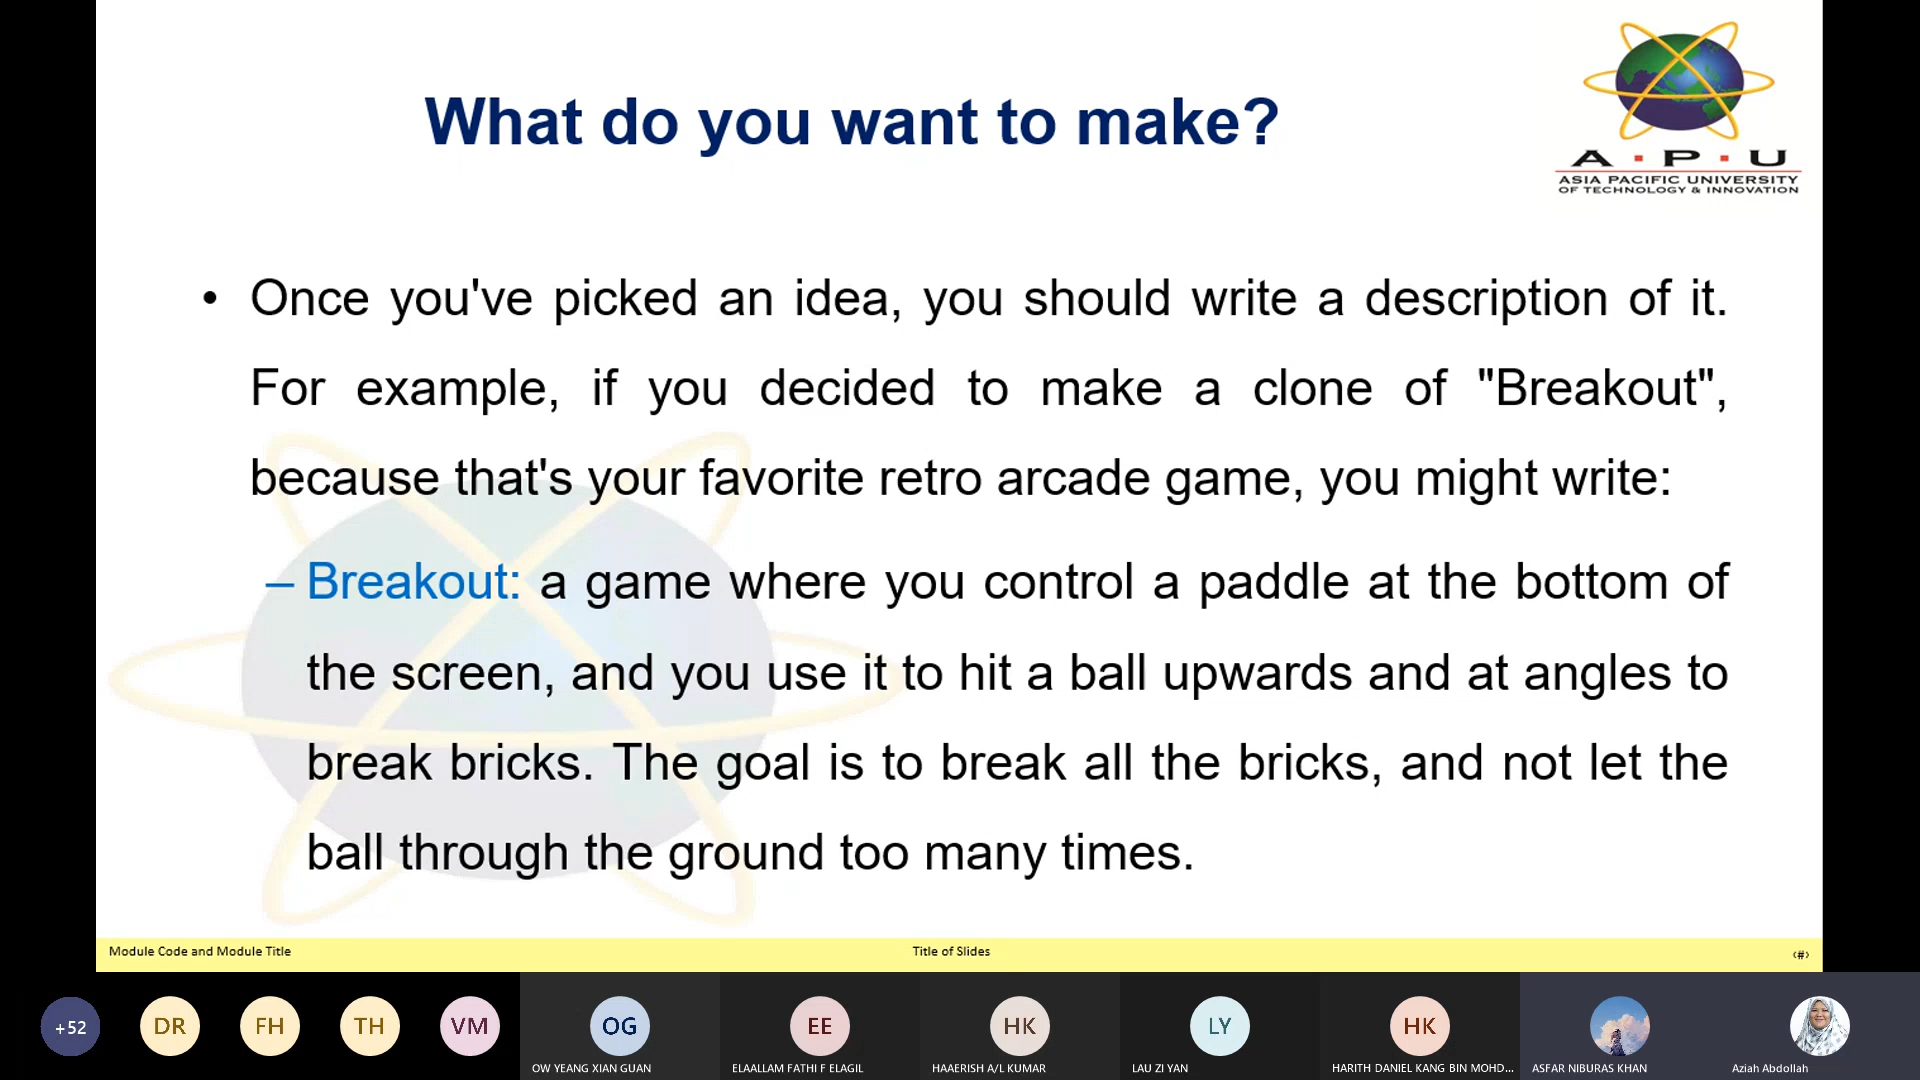 What do you want to make?
A · P · U
ASIA PACIFIC UNIVERSITY
OF TECHNOLOGY & INNOVATION
• Once you've picked an idea, you should write a description of it.
For example, if you decided to make a clone of "Breakout",
because that's your favorite retro arcade game, you might write:
– Breakout: a game where you control a paddle at the bottom of
the screen, and you use it to hit a ball upwards and at angles to
break bricks. The goal is to break all the bricks, and not let the
ball through the ground too many times.
Module Code and Module Title
Title of Slides
‹#›
+52
DR
FH
TH
VM
OG
EE
HK
LY
HK
OW YEANG XIAN GUAN
ELAALLAM FATHI F ELAGIL
HAAERISH A/L KUMAR
LAU ZI YAN
HARITH DANIEL KANG BIN MOHD...
ASFAR NIBURAS KHAN
Aziah Abdollah